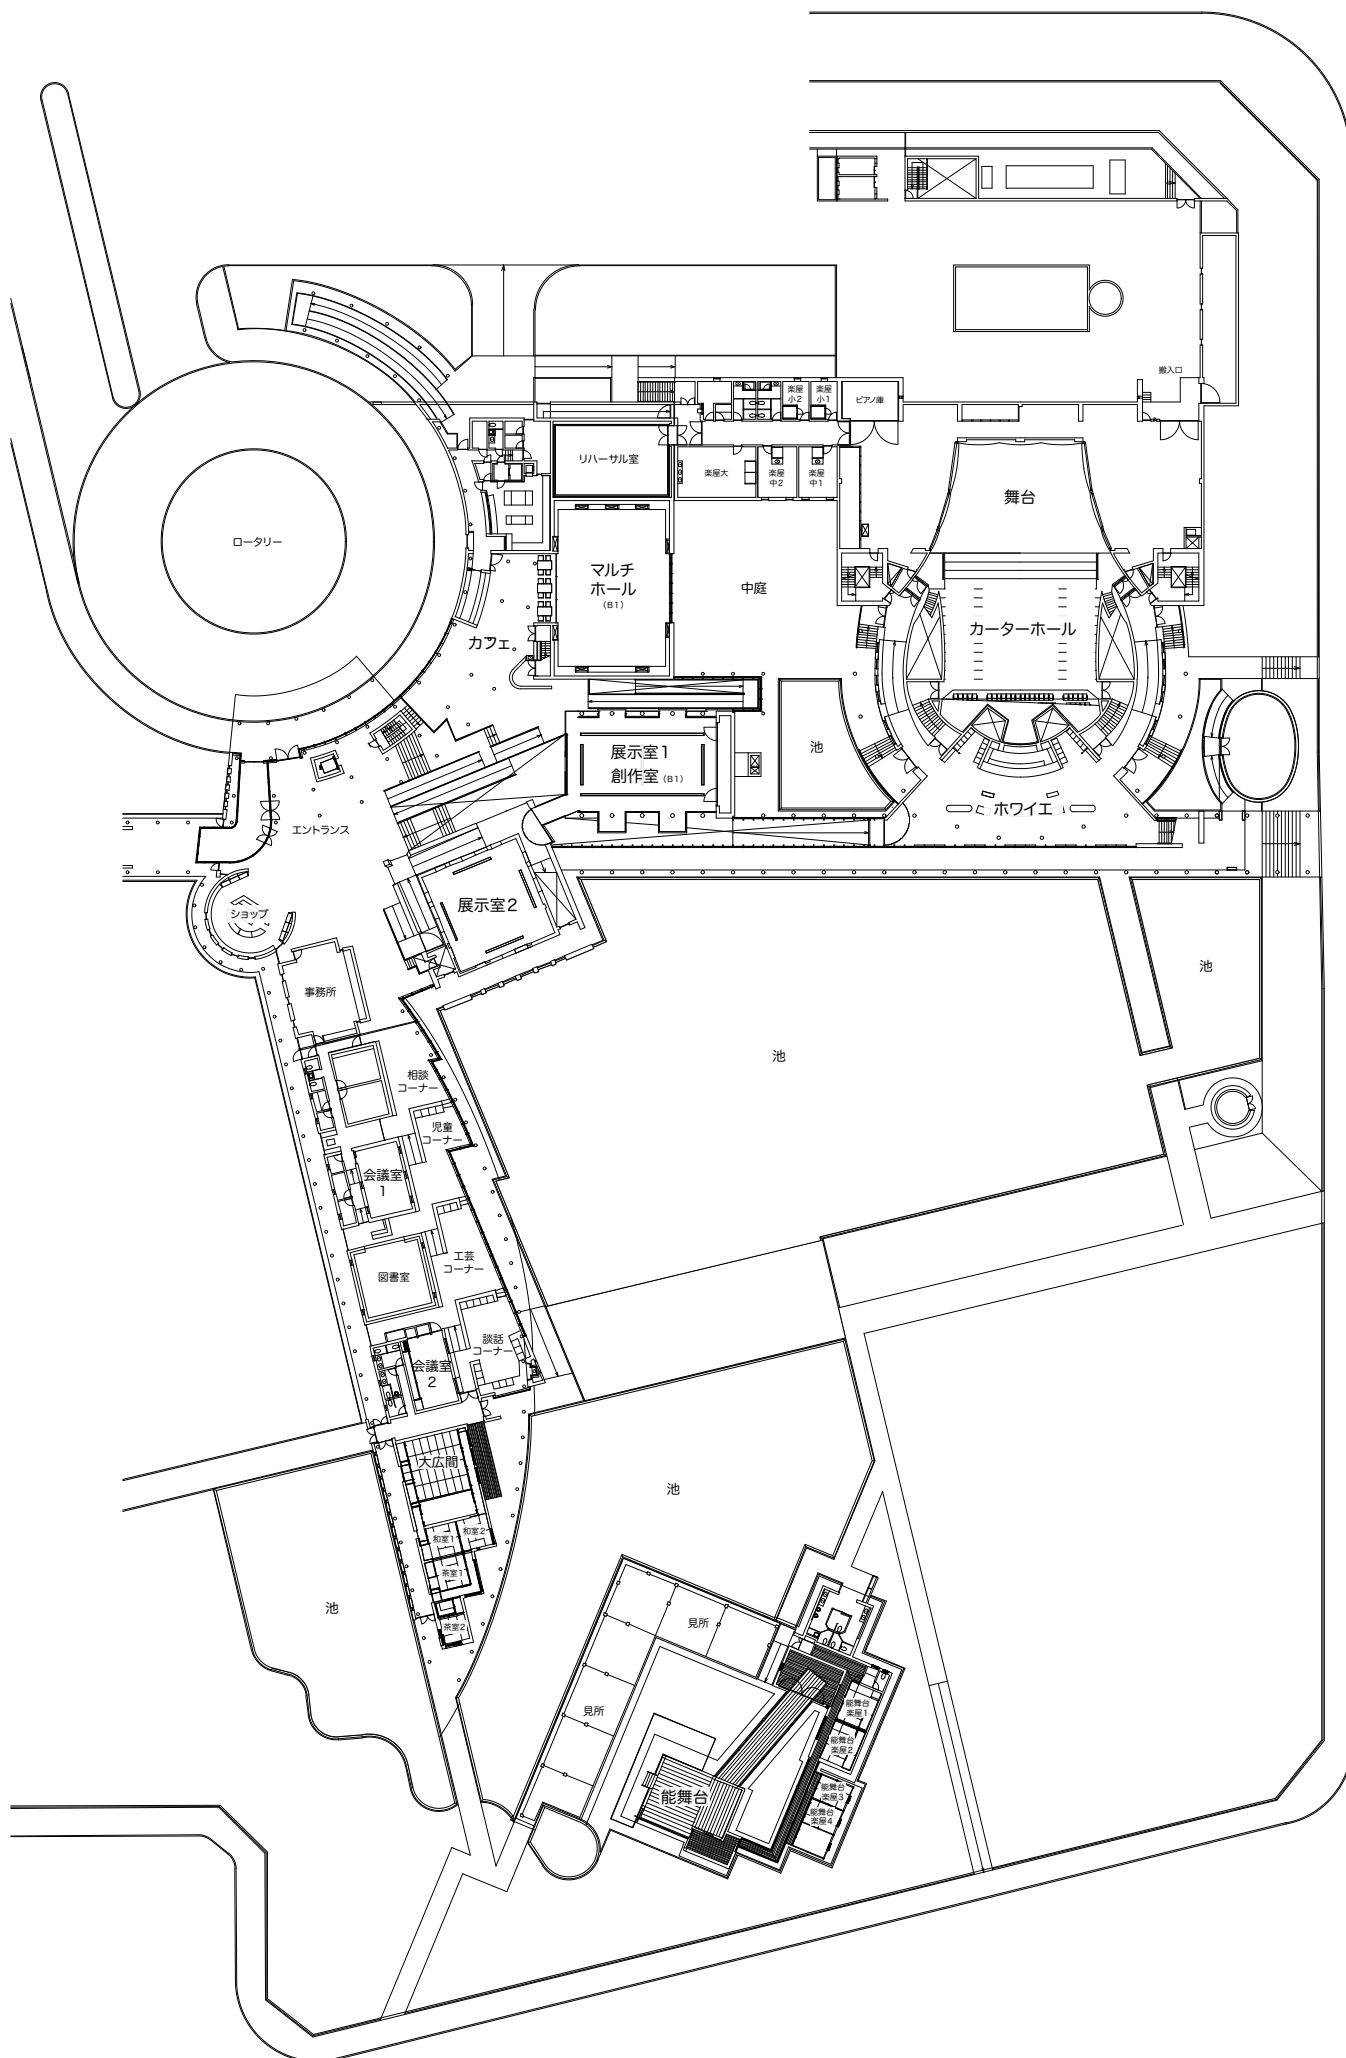 搬入口
楽屋
小2
楽屋
小1
ピアノ庫
リハーサル室
楽屋大
楽屋
中2
楽屋
中1
舞台
ロータリー
マルチ
ホール
(B1)
中庭
カーターホール
カフェ
展示室1
創作室(B1)
池
ホワイエ
エントランス
展示室2
ショップ
事務所
池
池
相談
コーナー
児童
コーナー
会議室
1
工芸
コーナー
図書室
談話
コーナー
会議室
2
大広間
池
和室1
和室2
茶室1
茶室2
池
見所
見所
能舞台
楽屋1
能舞台
楽屋2
能舞台
楽屋3
能舞台
楽屋4
能舞台